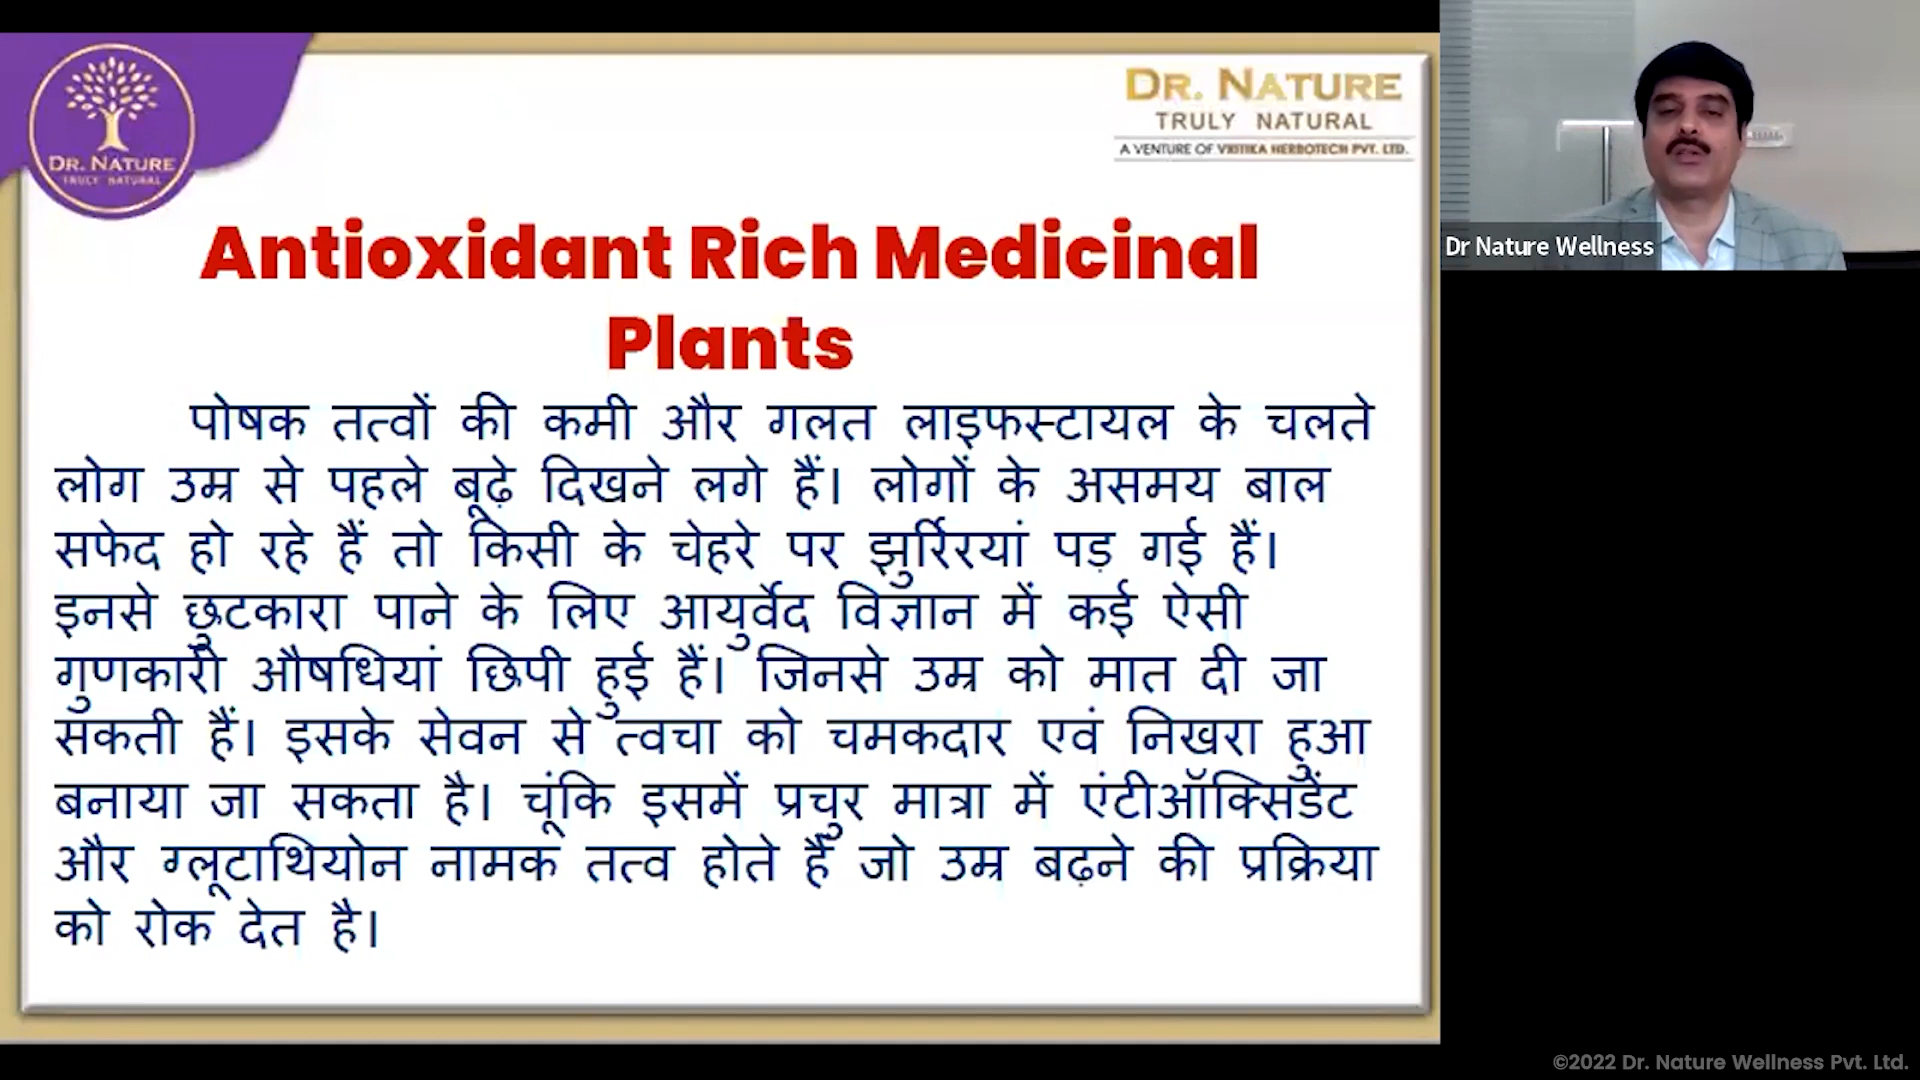 DR. NATURE
TRULY NATURAL
DR. NATURE
TRULY NATURAL
A VENTURE OF VRITIKA HERBOTECH PVT. LTD.
Antioxidant Rich Medicinal
Plants
पोषक तत्वों की कमी और गलत लाइफस्टायल के चलते
लोग उम्र से पहले बूढ़े दिखने लगे हैं। लोगों के असमय बाल
सफेद हो रहे हैं तो किसी के चेहरे पर झुर्रिरयां पड़ गई हैं।
इनसे छुटकारा पाने के लिए आयुर्वेद विज्ञान में कई ऐसी
गुणकारी औषधियां छिपी हुई हैं। जिनसे उम्र को मात दी जा
सकती हैं। इसके सेवन से त्वचा को चमकदार एवं निखरा हुआ
बनाया जा सकता है। चूंकि इसमें प्रचुर मात्रा में एंटीऑक्सिडेंट
और ग्लूटाथियोन नामक तत्व होते हैं जो उम्र बढ़ने की प्रक्रिया
को रोक देत है।
Dr Nature Wellness
©2022 Dr. Nature Wellness Pvt. Ltd.